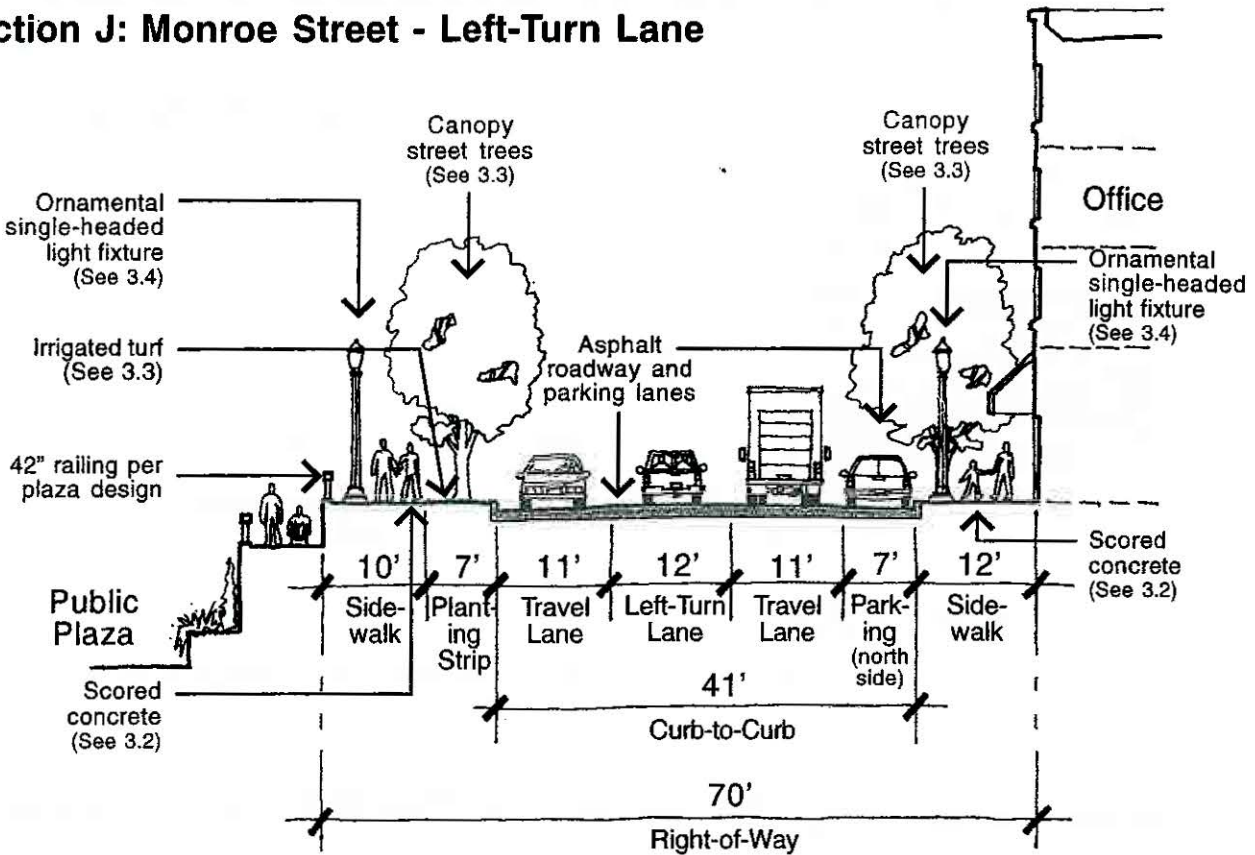 ction J: Monroe Street - Left-Turn Lane
Canopy
street trees
(See 3.3)
Canopy
street trees
(See 3.3)
Ornamental
single-headed
light fixture
(See 3.4)
Office
Ornamental
single-headed
light fixture
(See 3.4)
Irrigated turf
(See 3.3)
Asphalt
roadway and
parking lanes
42" railing per
plaza design
Scored
concrete
(See 3.2)
10' 7' 11' 12' 11' 7' 12'
Side-
walk
Plant-
ing
Strip
Travel
Lane
Left-Turn
Lane
Travel
Lane
Park-
ing
(north
side)
Side-
walk
Public
Plaza
Scored
concrete
(See 3.2)
41'
Curb-to-Curb
70'
Right-of-Way